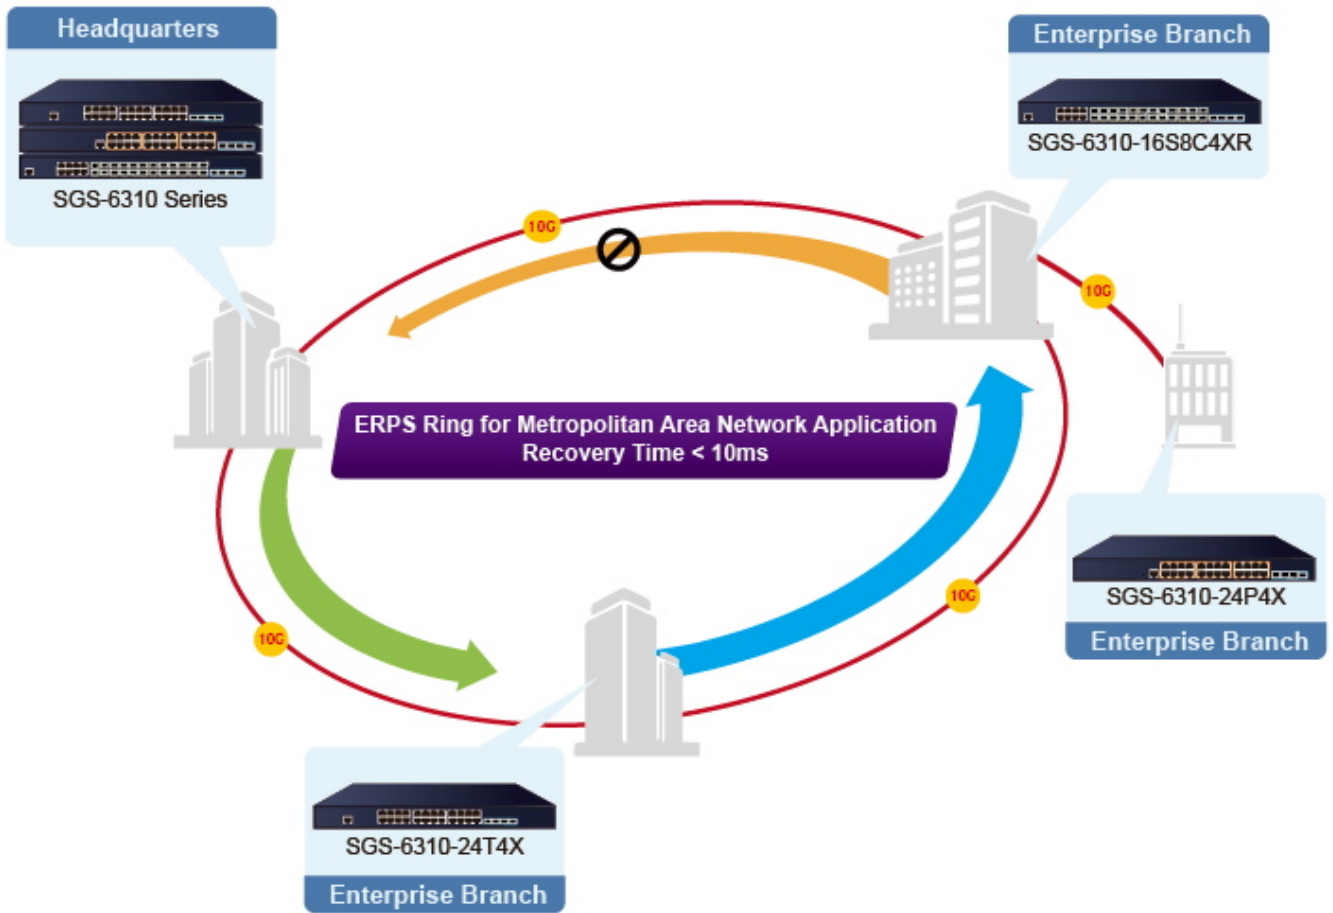 Headquarters
SGS-6310 Series
Enterprise Branch
SGS-6310-16S8C4XR
10G
10G
ERPS Ring for Metropolitan Area Network Application
Recovery Time < 10ms
SGS-6310-24P4X
Enterprise Branch
10G
10G
SGS-6310-24T4X
Enterprise Branch